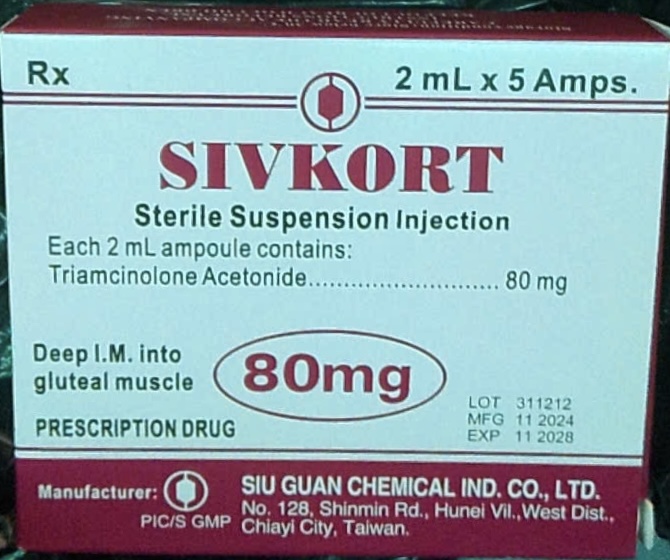 Rx
2 mL x 5 Amps.
SIVKORT
Sterile Suspension Injection
Each 2 mL ampoule contains:
Triamcinolone Acetonide........................... 80 mg
Deep I.M. into
gluteal muscle
80mg
PRESCRIPTION DRUG
LOT 311212
MFG 11 2024
EXP 11 2028
Manufacturer:
PIC/S GMP
SIU GUAN CHEMICAL IND. CO., LTD.
No. 128, Shinmin Rd., Hunei Vil.,West Dist.,
Chiayi City, Taiwan.